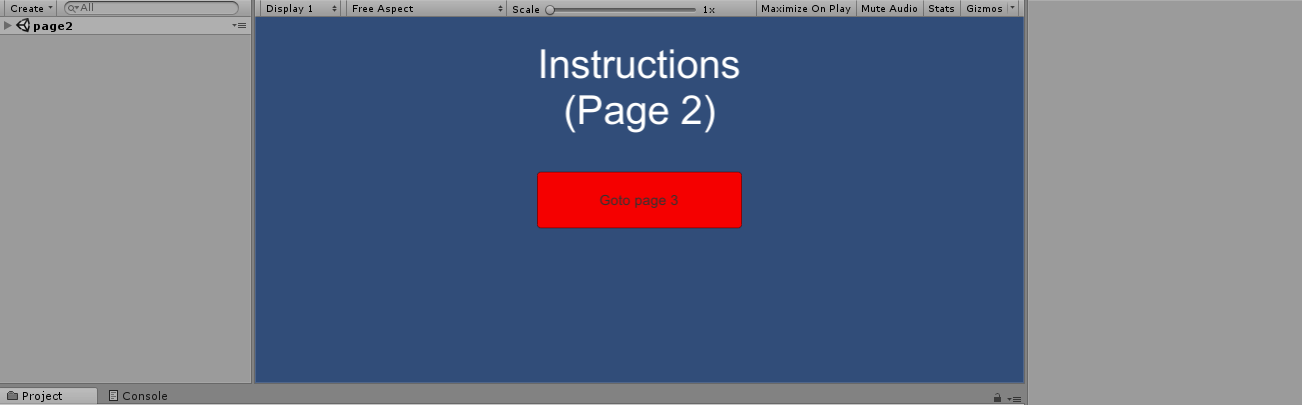 Create
All
Display 1
Free Aspect
Scale
1x
Maximize On Play
Mute Audio
Stats
Gizmos
page2
Instructions
(Page 2)
Goto page 3
Project
Console